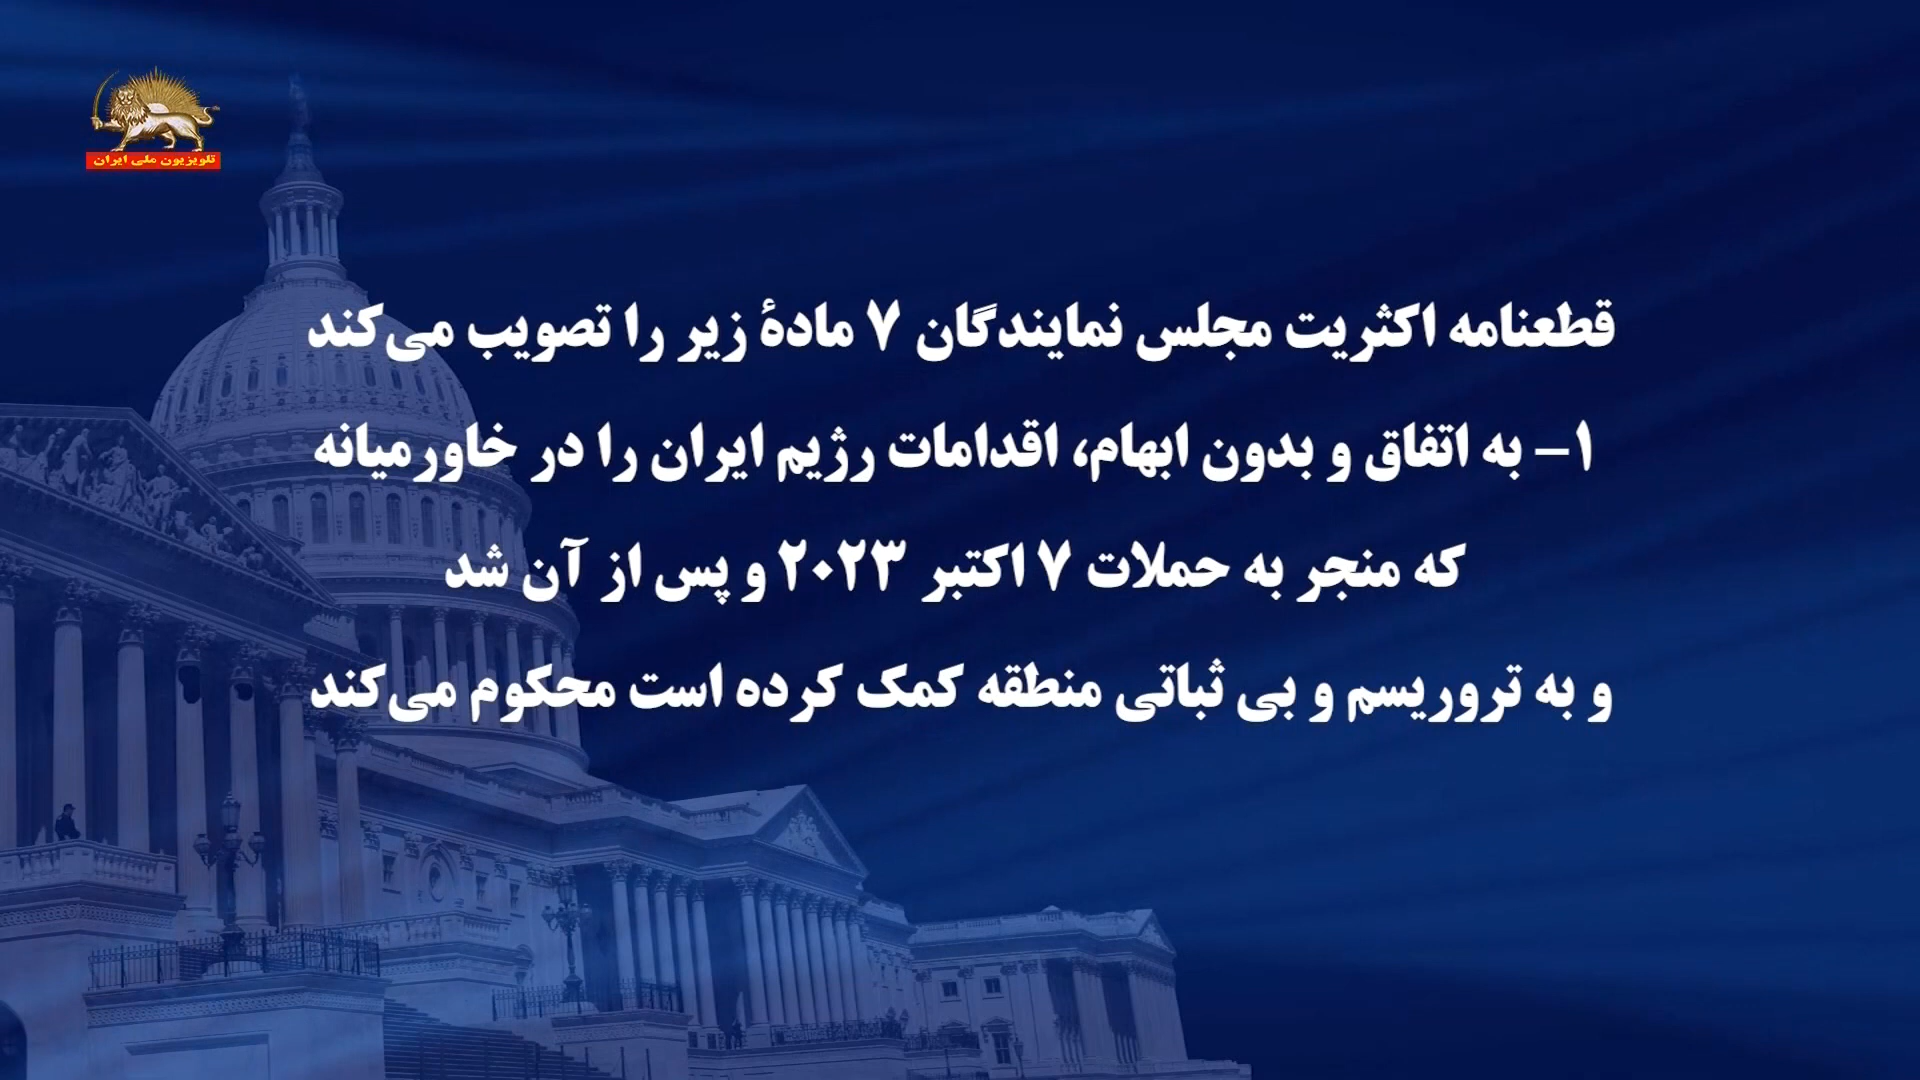 تلویزیون ملی ایران
قطعنامه اکثریت مجلس نمایندگان ۷ مادهٔ زیر را تصویب می‌کند
۱- به اتفاق و بدون ابهام، اقدامات رژیم ایران را در خاورمیانه
که منجر به حملات ۷ اکتبر ۲۰۲۳ و پس از آن شد
و به تروریسم و بی ثباتی منطقه کمک کرده است محکوم می‌کند